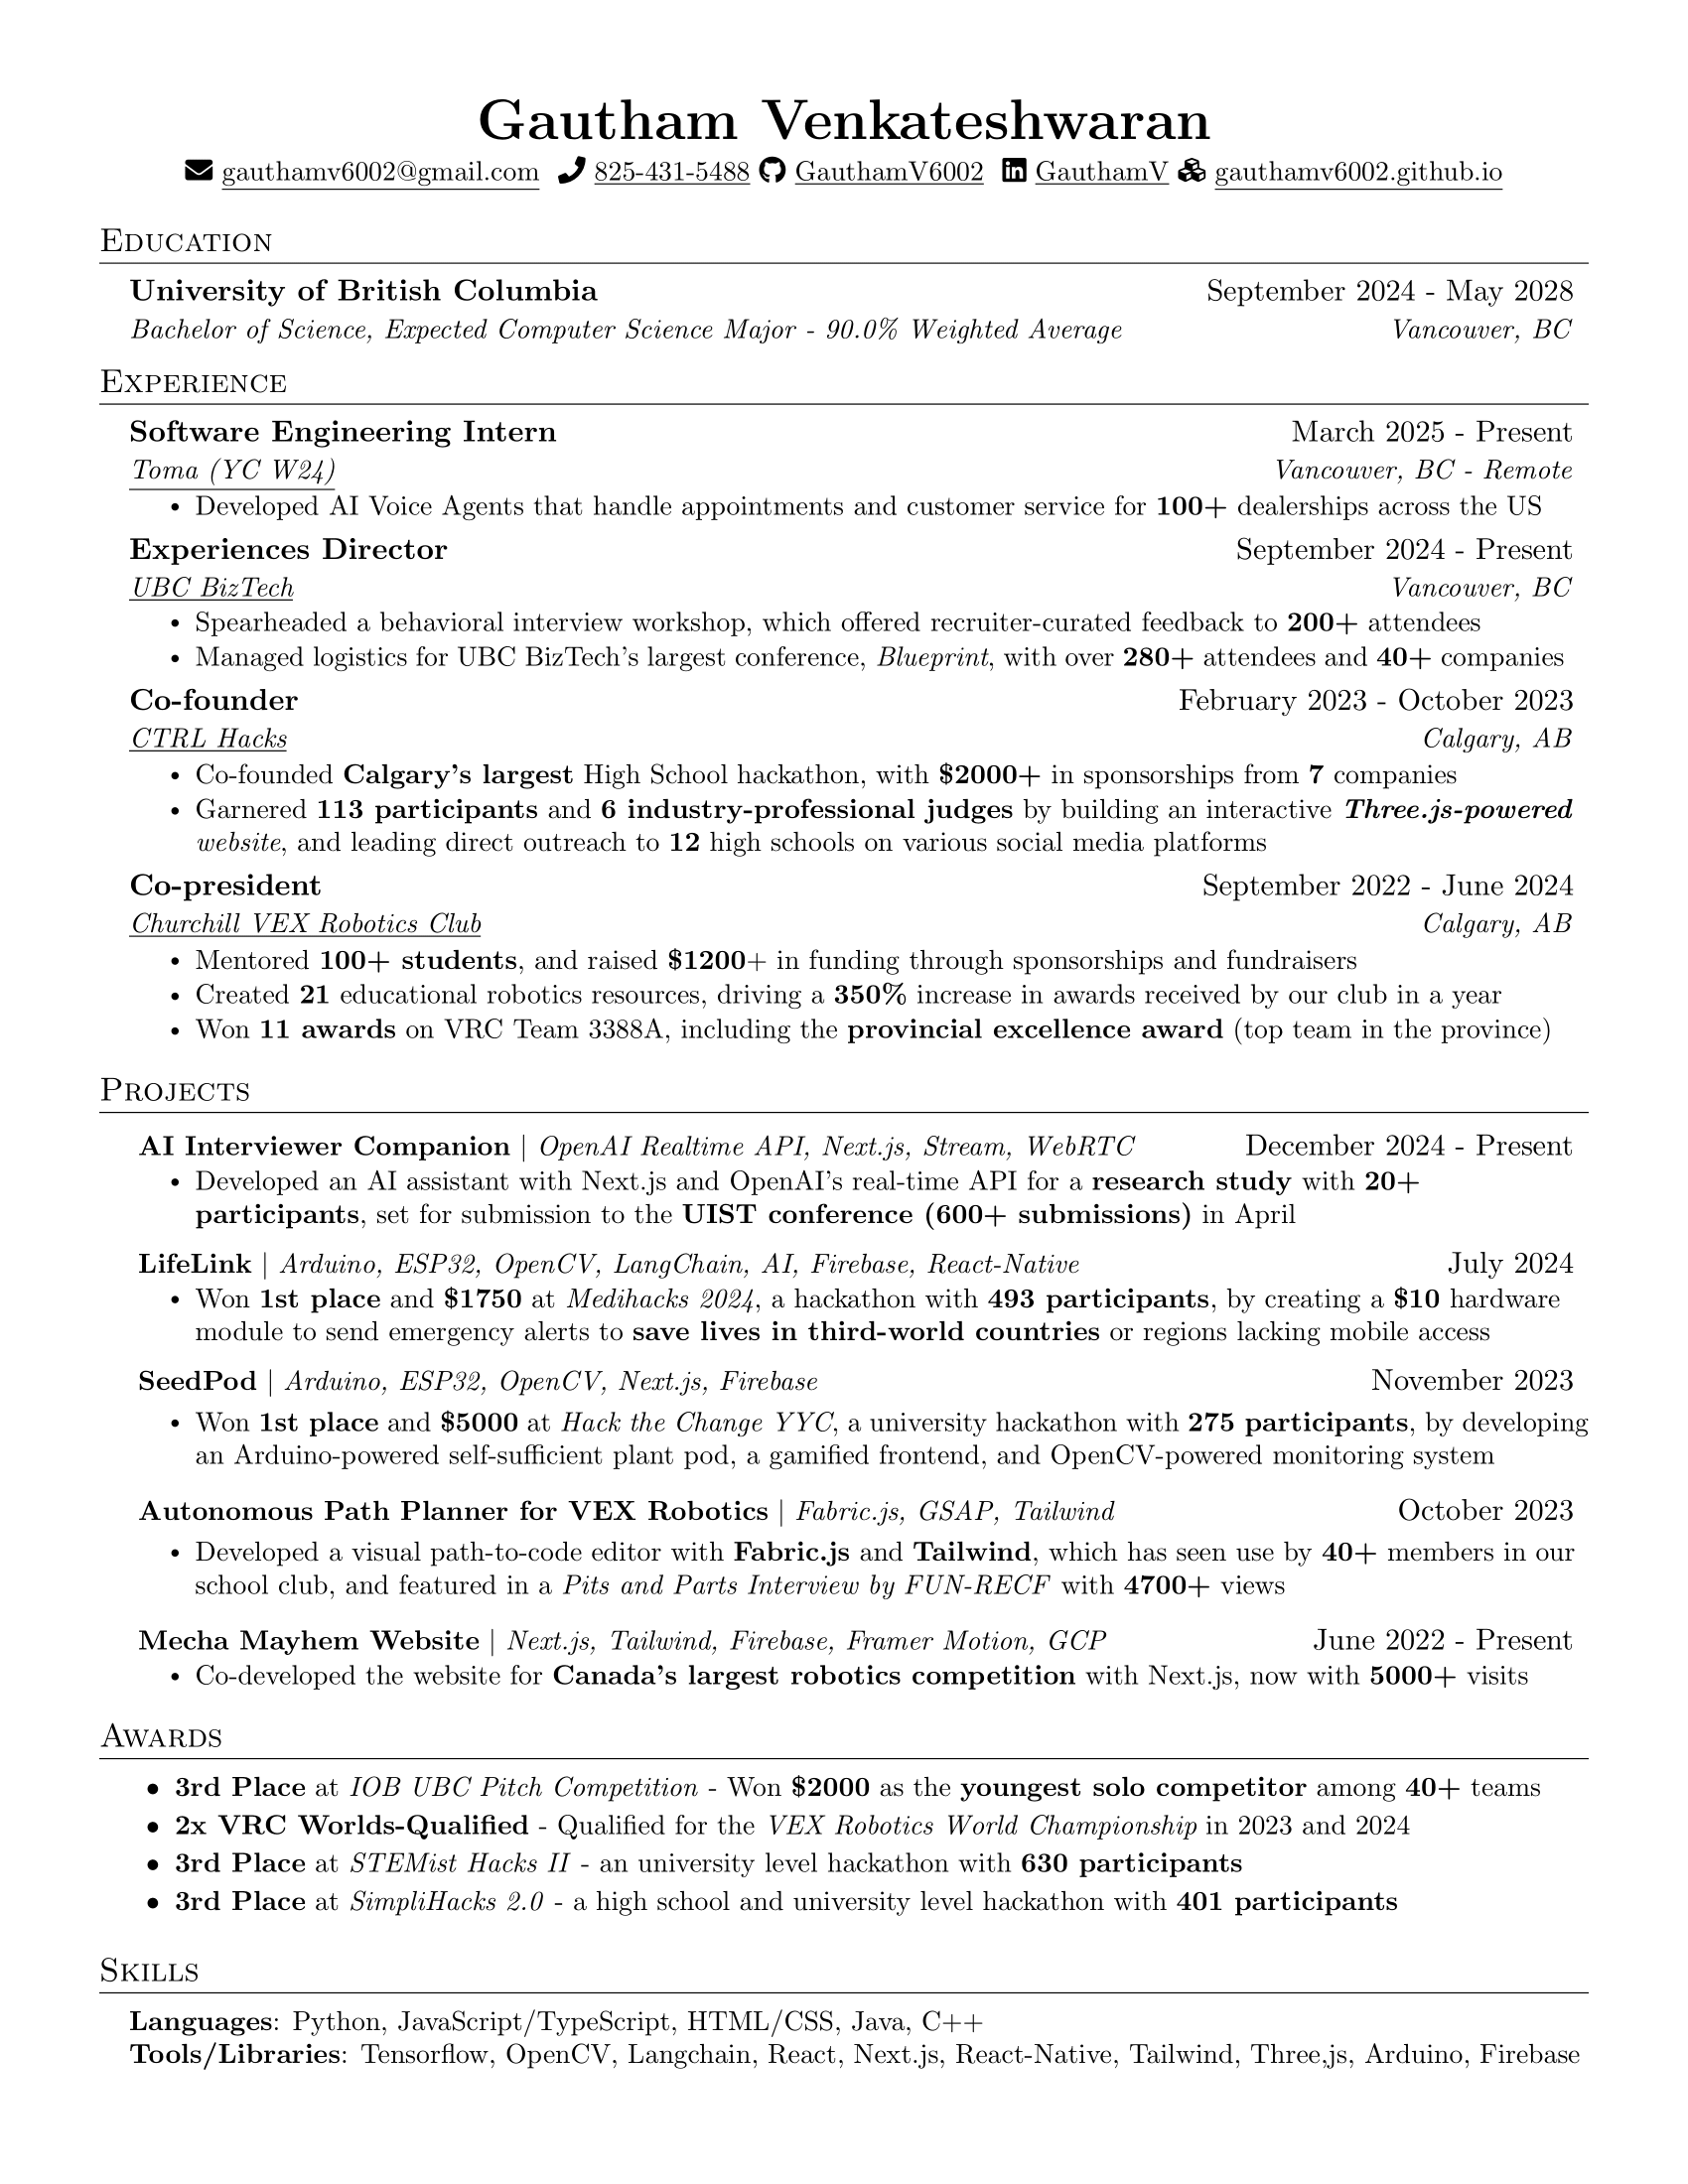 Gautham Venkateshwaran
gauthamv6002@gmail.com 825-431-5488 GauthamV6002 GauthamV gauthamv6002.github.io
Education
University of British Columbia September 2024 - May 2028
Bachelor of Science, Expected Computer Science Major - 90.0% Weighted Average Vancouver, BC
Experience
Software Engineering Intern March 2025 - Present
Toma (YC W24) Vancouver, BC - Remote
• Developed AI Voice Agents that handle appointments and customer service for 100+ dealerships across the US
Experiences Director September 2024 - Present
UBC BizTech Vancouver, BC
• Spearheaded a behavioral interview workshop, which offered recruiter-curated feedback to 200+ attendees
• Managed logistics for UBC BizTech's largest conference, Blueprint, with over 280+ attendees and 40+ companies
Co-founder February 2023 - October 2023
CTRL Hacks Calgary, AB
• Co-founded Calgary's largest High School hackathon, with $2000+ in sponsorships from 7 companies
• Garnered 113 participants and 6 industry-professional judges by building an interactive Three.js-powered
website, and leading direct outreach to 12 high schools on various social media platforms
Co-president September 2022 - June 2024
Churchill VEX Robotics Club Calgary, AB
• Mentored 100+ students, and raised $1200+ in funding through sponsorships and fundraisers
• Created 21 educational robotics resources, driving a 350% increase in awards received by our club in a year
• Won 11 awards on VRC Team 3388A, including the provincial excellence award (top team in the province)
Projects
AI Interviewer Companion | OpenAI Realtime API, Next.js, Stream, WebRTC December 2024 - Present
• Developed an AI assistant with Next.js and OpenAI's real-time API for a research study with 20+
participants, set for submission to the UIST conference (600+ submissions) in April
LifeLink | Arduino, ESP32, OpenCV, LangChain, AI, Firebase, React-Native July 2024
• Won 1st place and $1750 at Medihacks 2024, a hackathon with 493 participants, by creating a $10 hardware
module to send emergency alerts to save lives in third-world countries or regions lacking mobile access
SeedPod | Arduino, ESP32, OpenCV, Next.js, Firebase November 2023
• Won 1st place and $5000 at Hack the Change YYC, a university hackathon with 275 participants, by developing
an Arduino-powered self-sufficient plant pod, a gamified frontend, and OpenCV-powered monitoring system
Autonomous Path Planner for VEX Robotics | Fabric.js, GSAP, Tailwind October 2023
• Developed a visual path-to-code editor with Fabric.js and Tailwind, which has seen use by 40+ members in our
school club, and featured in a Pits and Parts Interview by FUN-RECF with 4700+ views
Mecha Mayhem Website | Next.js, Tailwind, Firebase, Framer Motion, GCP June 2022 - Present
• Co-developed the website for Canada's largest robotics competition with Next.js, now with 5000+ visits
Awards
• 3rd Place at IOB UBC Pitch Competition - Won $2000 as the youngest solo competitor among 40+ teams
• 2x VRC Worlds-Qualified - Qualified for the VEX Robotics World Championship in 2023 and 2024
• 3rd Place at STEMist Hacks II - an university level hackathon with 630 participants
• 3rd Place at SimpliHacks 2.0 - a high school and university level hackathon with 401 participants
Skills
Languages: Python, JavaScript/TypeScript, HTML/CSS, Java, C++
Tools/Libraries: Tensorflow, OpenCV, Langchain, React, Next.js, React-Native, Tailwind, Three,js, Arduino, Firebase